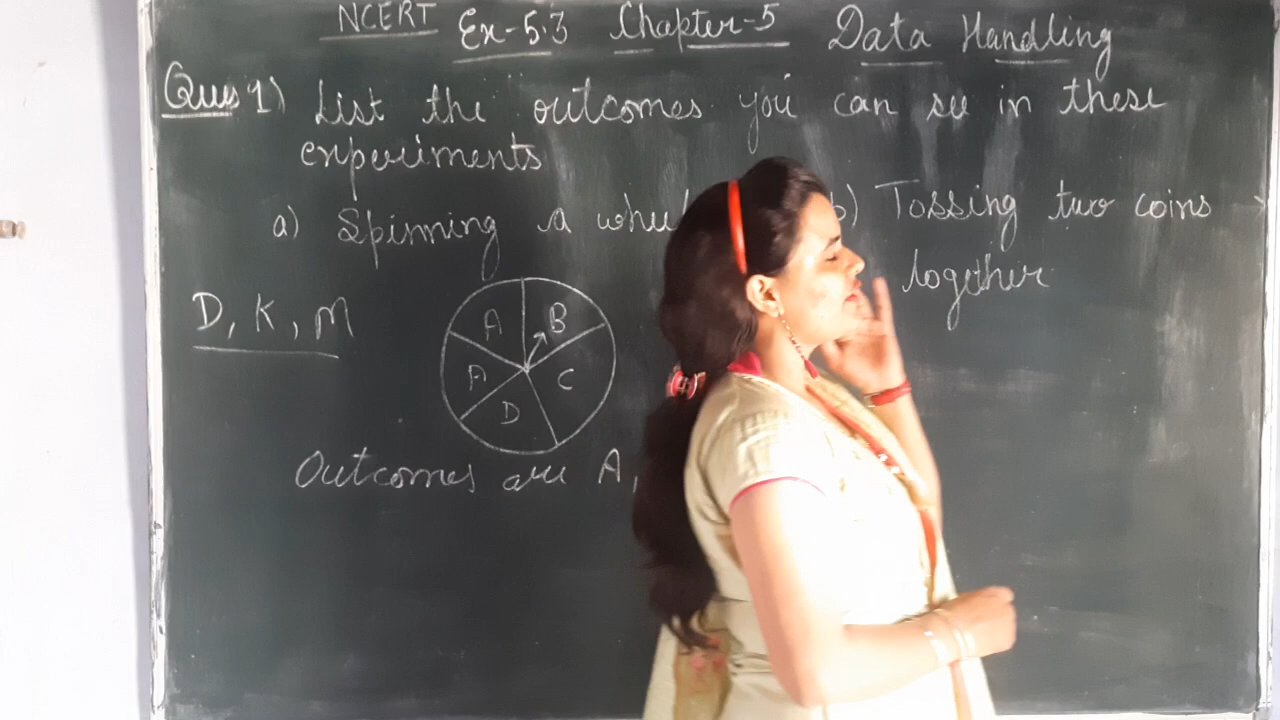 NCERT Ex-5.3 Chapter-5 Data Handling
Ques 1) List the outcomes you can see in these
experiments
a) Spinning a whe b) Tossing two coins
together
D, K, M
A B
A C
D
Outcomes are A,